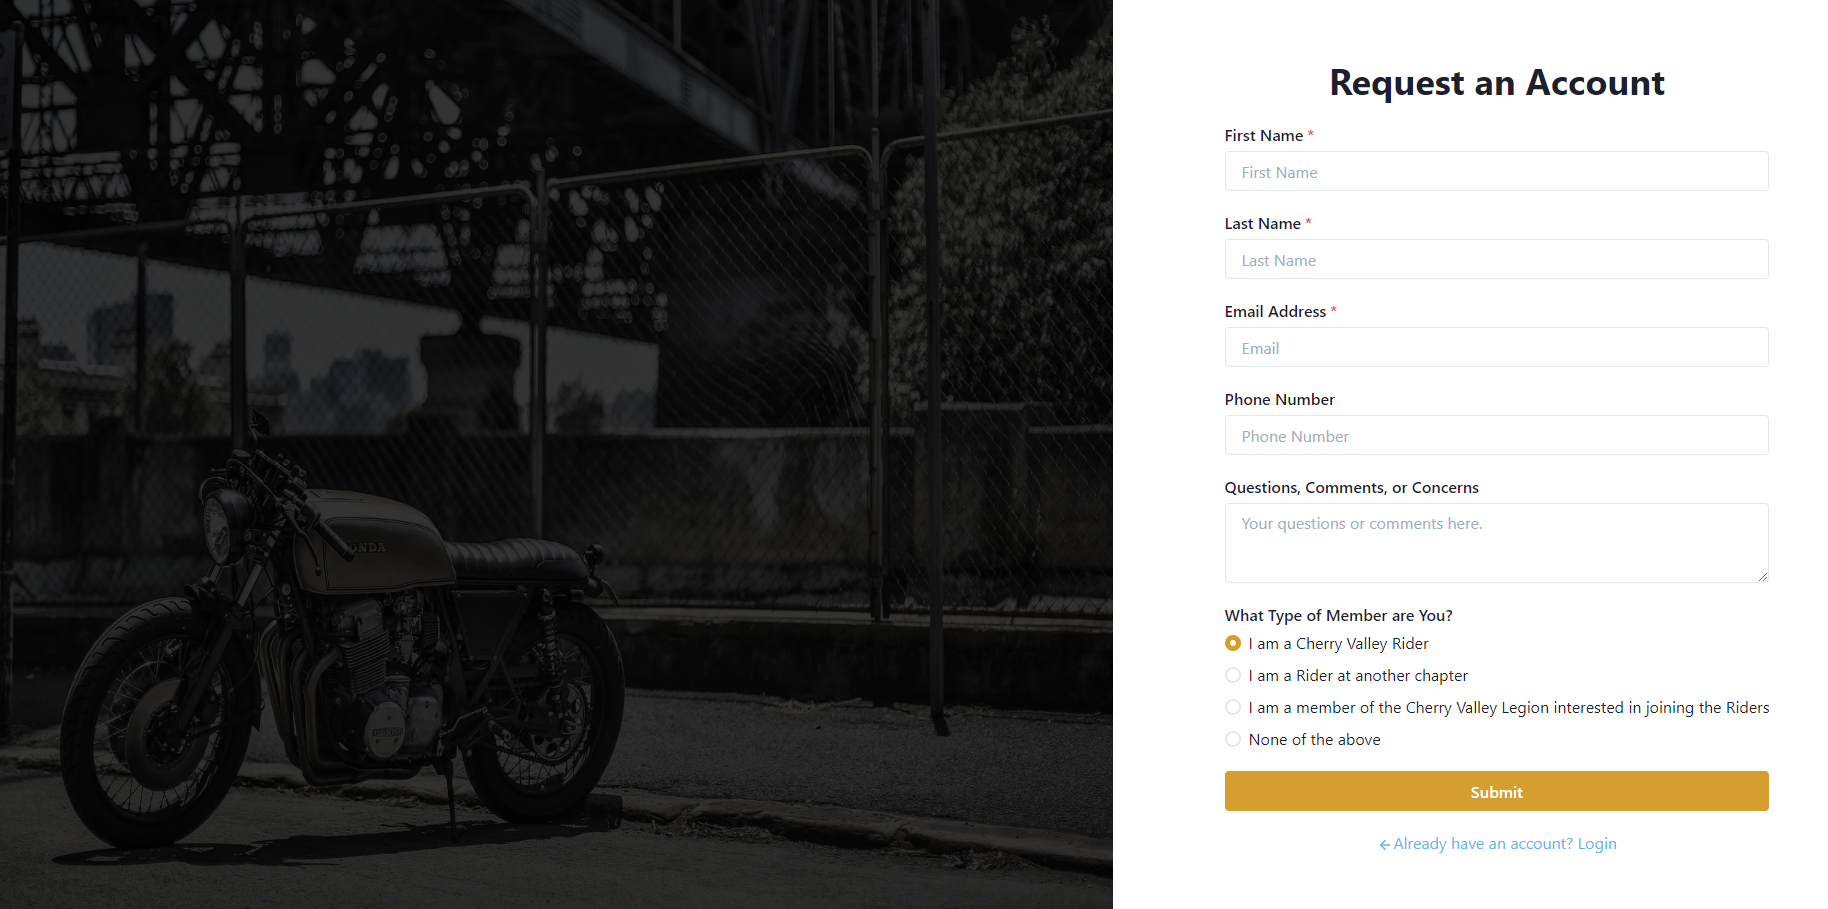 Request an Account
First Name *
First Name
Last Name *
Last Name
Email Address *
Email
Phone Number
Phone Number
Questions, Comments, or Concerns
Your questions or comments here.
What Type of Member are You?
I am a Cherry Valley Rider
I am a Rider at another chapter
I am a member of the Cherry Valley Legion interested in joining the Riders
None of the above
Submit
Already have an account? Login